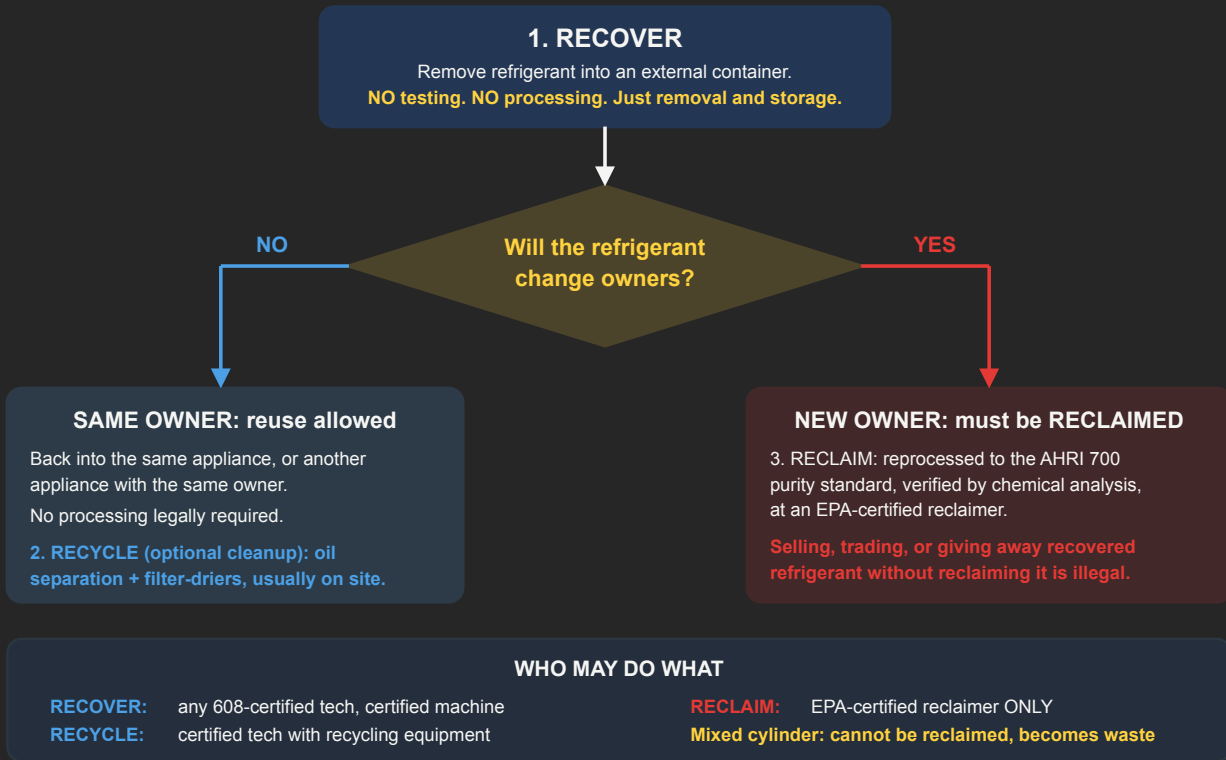 1. RECOVER
Remove refrigerant into an external container.
NO testing. NO processing. Just removal and storage.
Will the refrigerant
change owners?
NO
YES
SAME OWNER: reuse allowed
Back into the same appliance, or another
appliance with the same owner.
No processing legally required.
2. RECYCLE (optional cleanup): oil
separation + filter-driers, usually on site.
NEW OWNER: must be RECLAIMED
3. RECLAIM: reprocessed to the AHRI 700
purity standard, verified by chemical analysis,
at an EPA-certified reclaimer.
Selling, trading, or giving away recovered
refrigerant without reclaiming it is illegal.
WHO MAY DO WHAT
RECOVER: any 608-certified tech, certified machine
RECYCLE: certified tech with recycling equipment
RECLAIM: EPA-certified reclaimer ONLY
Mixed cylinder: cannot be reclaimed, becomes waste